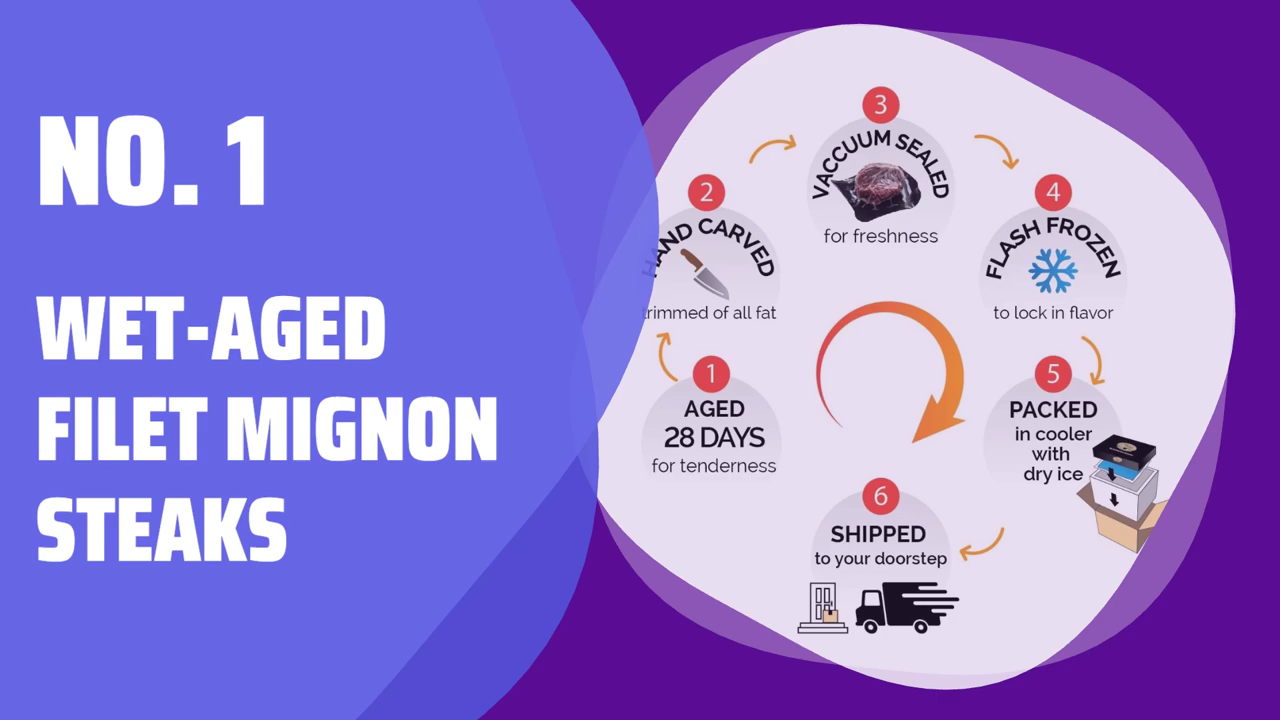 NO. 1
WET-AGED
FILET MIGNON
STEAKS
1
AGED
28 DAYS
for tenderness
2
HAND CARVED
trimmed of all fat
3
VACCUUM SEALED
for freshness
4
FLASH FROZEN
to lock in flavor
5
PACKED
in cooler
with
dry ice
6
SHIPPED
to your doorstep